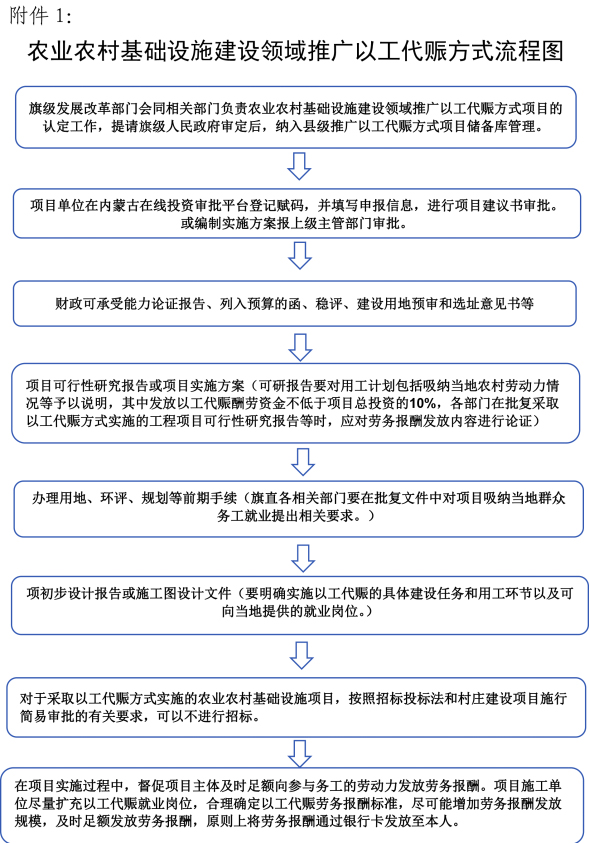 附件 1：
农业农村基础设施建设领域推广以工代赈方式流程图
旗级发展改革部门会同相关部门负责农业农村基础设施建设领域推广以工代赈方式项目的
认定工作，提请旗级人民政府审定后，纳入县级推广以工代赈方式项目储备库管理。
项目单位在内蒙古在线投资审批平台登记赋码，并填写申报信息，进行项目建议书审批。
或编制实施方案报上级主管部门审批。
财政可承受能力论证报告、列入预算的函、稳评、建设用地预审和选址意见书等
项目可行性研究报告或项目实施方案（可研报告要对用工计划包括吸纳当地农村劳动力情
况等予以说明，其中发放以工代赈酬劳资金不低于项目总投资的10%，各部门在批复采取
以工代赈方式实施的工程项目可行性研究报告等时，应对劳务报酬发放内容进行论证）
办理用地、环评、规划等前期手续（旗直各相关部门要在批复文件中对项目吸纳当地群众
务工就业提出相关要求。）
项初步设计报告或施工图设计文件（要明确实施以工代赈的具体建设任务和用工环节以及可
向当地提供的就业岗位。）
对于采取以工代赈方式实施的农业农村基础设施项目，按照招标投标法和村庄建设项目施行
简易审批的有关要求，可以不进行招标。
在项目实施过程中，督促项目主体及时足额向参与务工的劳动力发放劳务报酬。项目施工单
位尽量扩充以工代赈就业岗位，合理确定以工代赈劳务报酬标准，尽可能增加劳务报酬发放
规模，及时足额发放劳务报酬，原则上将劳务报酬通过银行卡发放至本人。